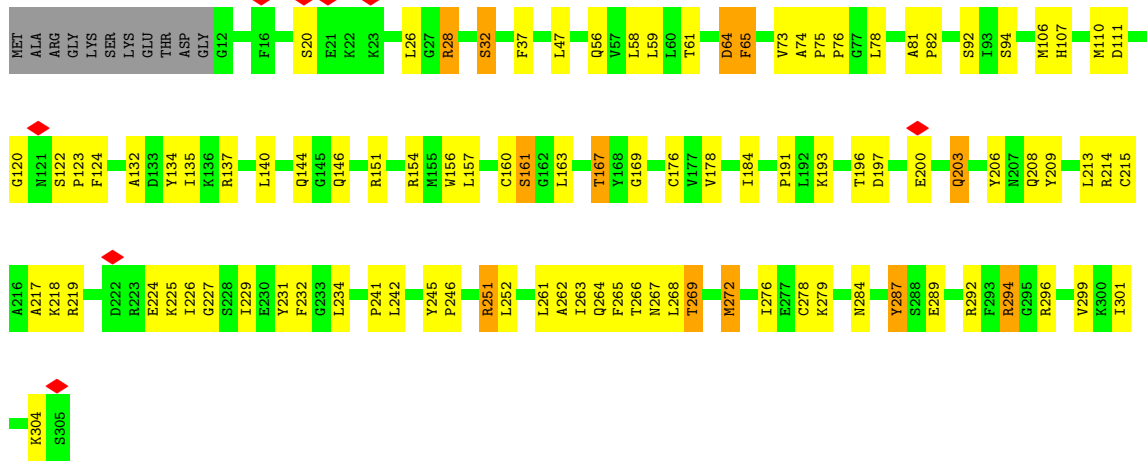 MET ALA ARG GLY LYS SER LYS GLU THR ASP GLY G12 F16 S20 E21 K22 K23 L26 G27 R28 S32 F37 L47 Q56 V57 L58 L59 L60 T61 D64 F65 V73 A74 P75 P76 G77 L78 A81 P82 S92 I93 S94 M106 H107 M110 D111
G120 N121 S122 P123 F124 A132 D133 Y134 I135 K136 R137 L140 Q144 G145 Q146 R151 R154 M155 W156 L157 C160 S161 G162 L163 T167 Y168 G169 C176 V177 V178 I184 P191 L192 K193 T196 D197 E200 Q203 Y206 N207 Q208 Y209 L213 R214 C215
A216 A217 K218 R219 D222 R223 E224 K225 I226 G227 S228 I229 E230 Y231 F232 G233 L234 P241 L242 Y245 P246 R251 L252 L261 A262 I263 Q264 F265 T266 N267 L268 T269 M272 I276 E277 C278 K279 N284 Y287 S288 E289 R292 F293 R294 G295 R296 V299 K300 I301
K304 S305